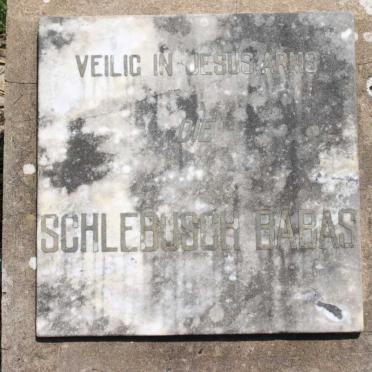 VEILIG IN JESUS ARMS
DIE
SCHLEBUSCH BABAS